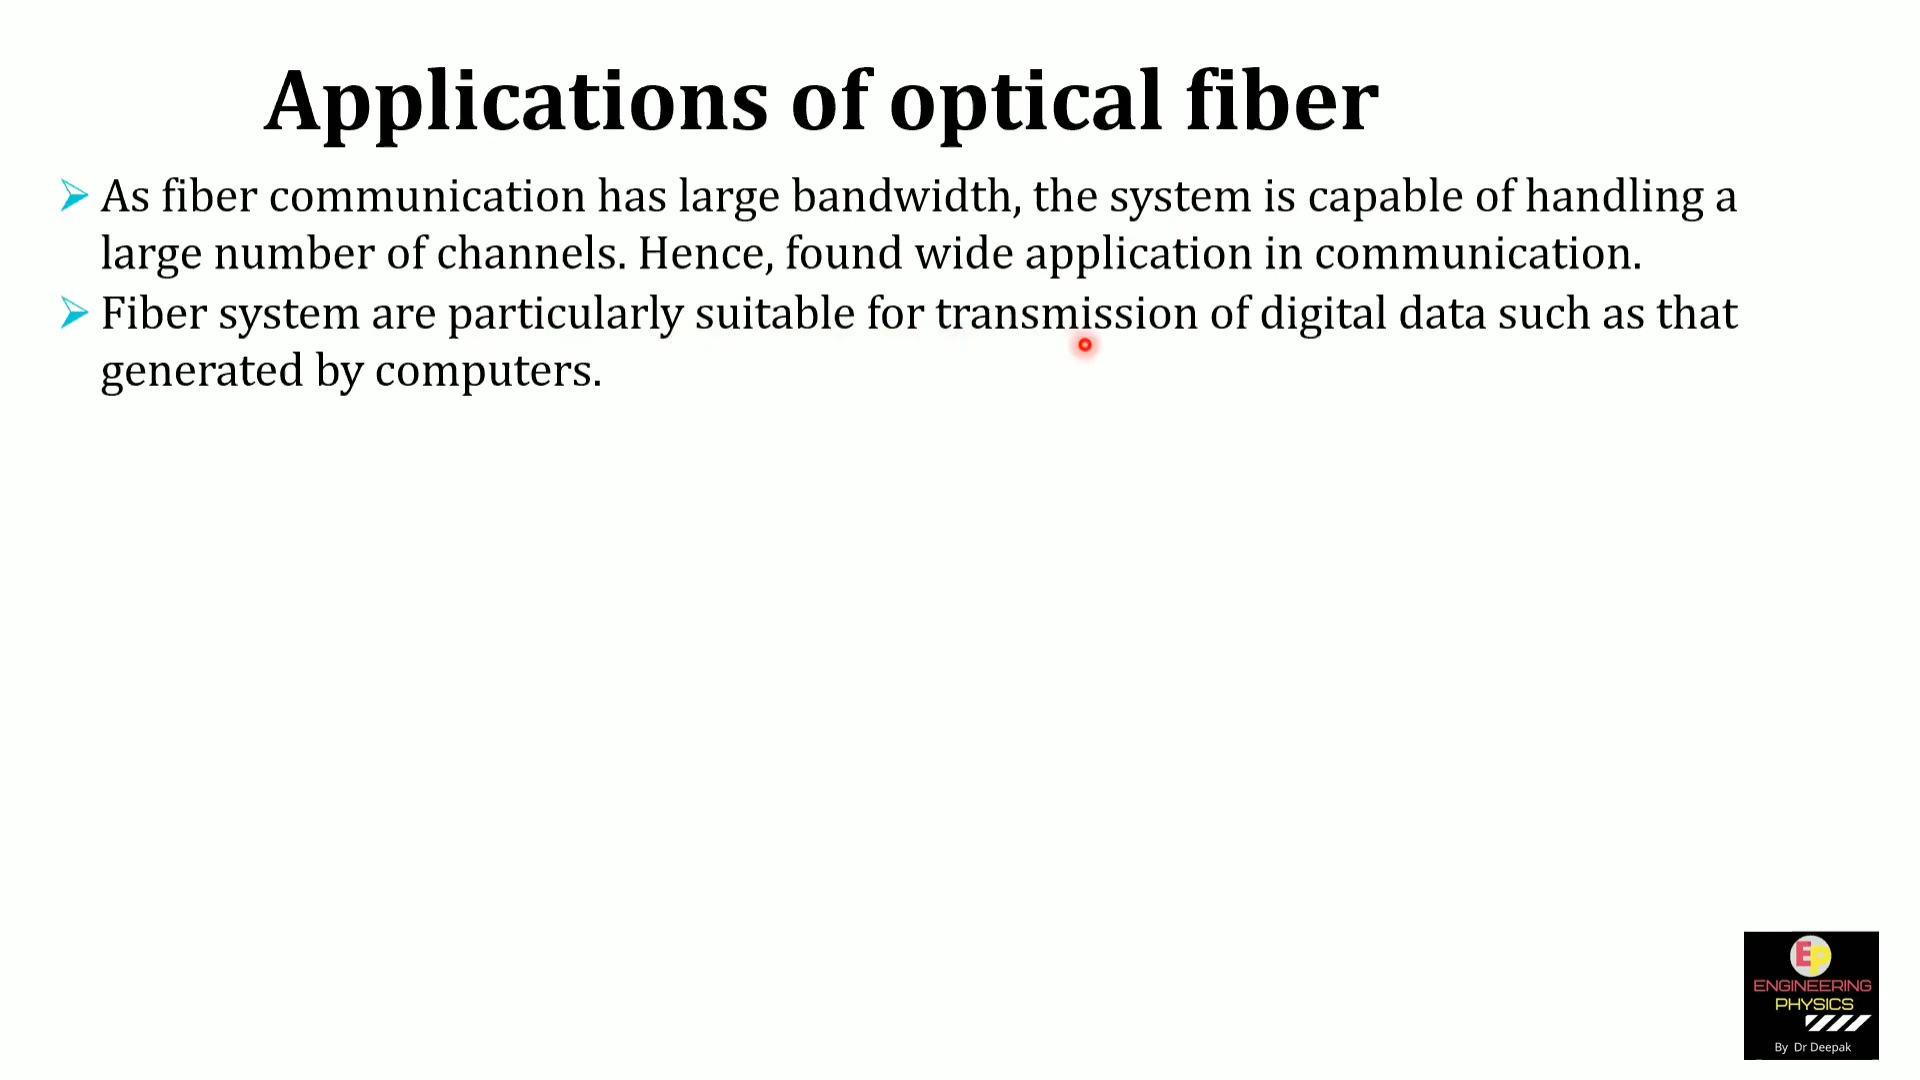 Applications of optical fiber
As fiber communication has large bandwidth, the system is capable of handling a
large number of channels. Hence, found wide application in communication.
Fiber system are particularly suitable for transmission of digital data such as that
generated by computers.
EP
ENGINEERING
PHYSICS
By Dr Deepak